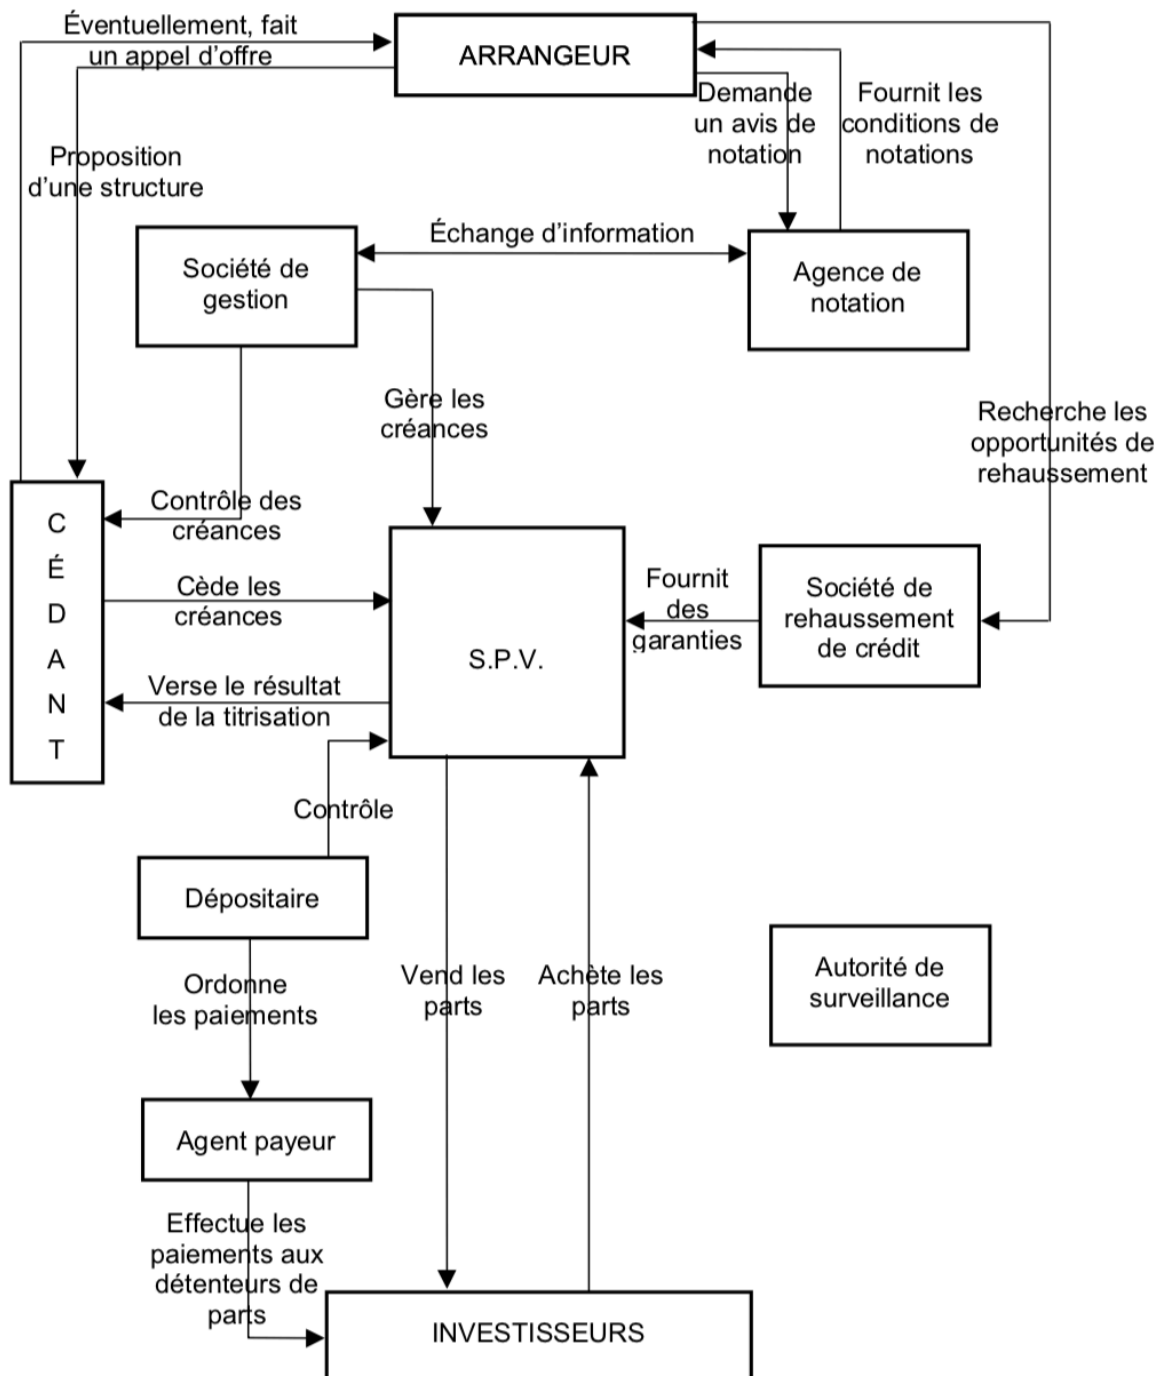 Éventuellement, fait
un appel d'offre
ARRANGEUR
Demande
un avis de
notation
Fournit les
conditions de
notations
Proposition
d'une structure
Échange d'information
Société de
gestion
Agence de
notation
Gère les
créances
Recherche les
opportunités de
rehaussement
C
É
D
A
N
T
Contrôle des
créances
Cède les
créances
Verse le résultat
de la titrisation
S.P.V.
Fournit
des
garanties
Société de
rehaussement
de crédit
Contrôle
Dépositaire
Ordonne
les paiements
Vend les
parts
Achète les
parts
Autorité de
surveillance
Agent payeur
Effectue les
paiements aux
détenteurs de
parts
INVESTISSEURS